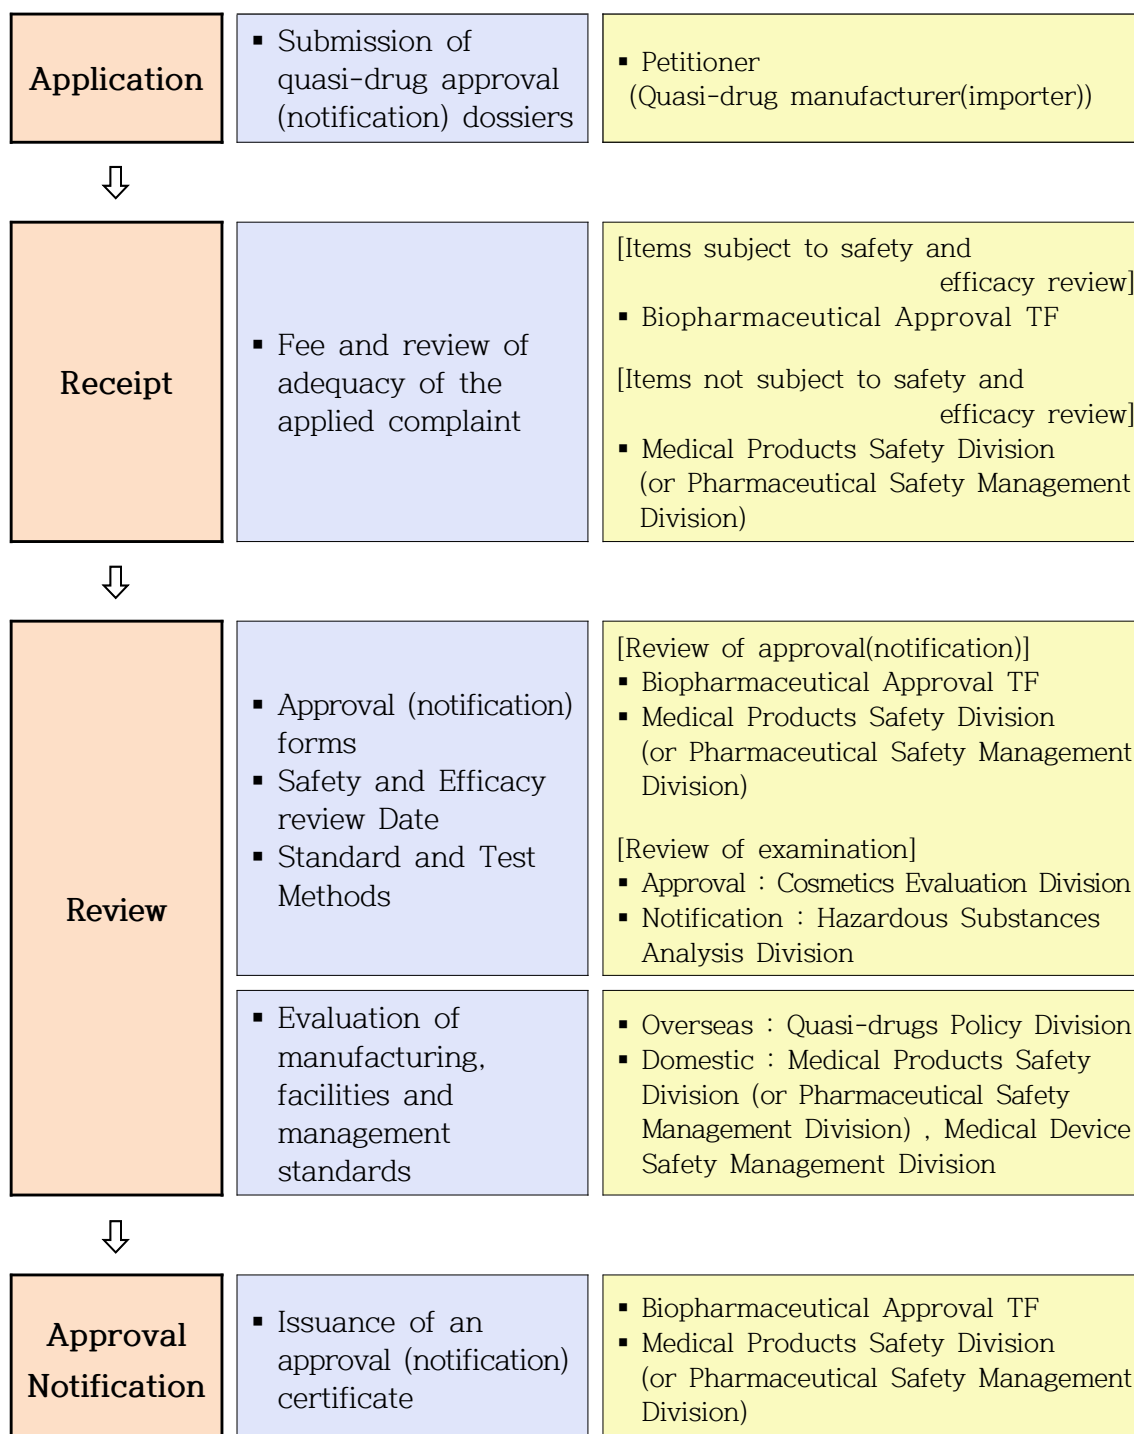 Application
▪ Submission of
quasi-drug approval
(notification) dossiers
▪ Petitioner
(Quasi-drug manufacturer(importer))
⇩
Receipt
▪ Fee and review of
adequacy of the
applied complaint
[Items subject to safety and
efficacy review]
▪ Biopharmaceutical Approval TF
[Items not subject to safety and
efficacy review]
▪ Medical Products Safety Division
(or Pharmaceutical Safety Management
Division)
⇩
Review
▪ Approval (notification)
forms
▪ Safety and Efficacy
review Date
▪ Standard and Test
Methods
[Review of approval(notification)]
▪ Biopharmaceutical Approval TF
▪ Medical Products Safety Division
(or Pharmaceutical Safety Management
Division)
[Review of examination]
▪ Approval : Cosmetics Evaluation Division
▪ Notification : Hazardous Substances
Analysis Division
▪ Evaluation of
manufacturing,
facilities and
management
standards
▪ Overseas : Quasi-drugs Policy Division
▪ Domestic : Medical Products Safety
Division (or Pharmaceutical Safety
Management Division) , Medical Device
Safety Management Division
⇩
Approval
Notification
▪ Issuance of an
approval (notification)
certificate
▪ Biopharmaceutical Approval TF
▪ Medical Products Safety Division
(or Pharmaceutical Safety Management
Division)